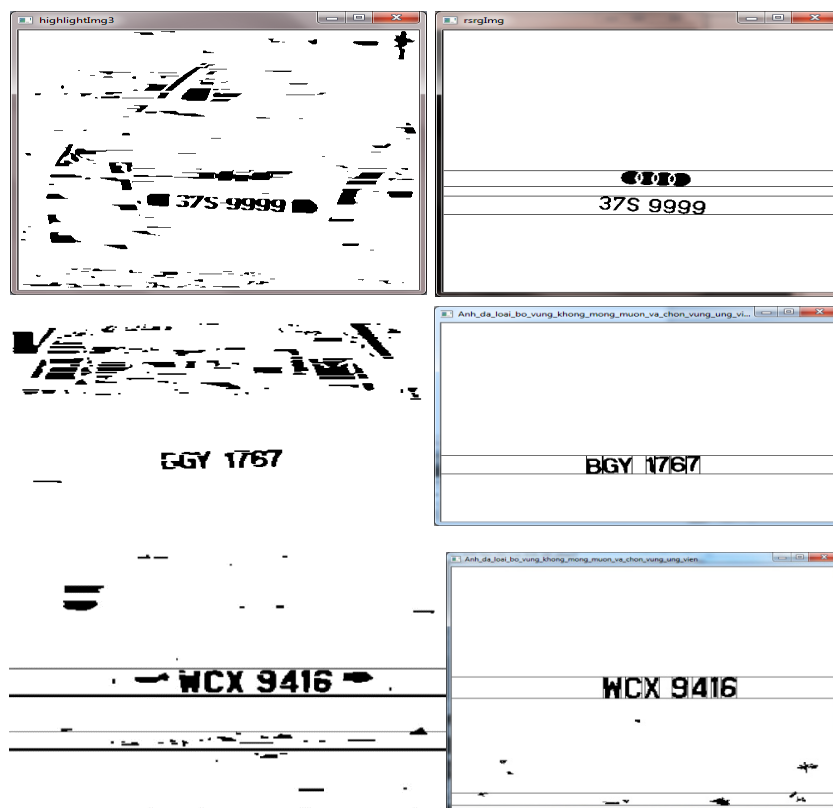 highlightImg3
rsrgImg
37S-9999
37S 9999
Anh_da_loai_bo_vung_khong_mong_muon_va_chon_vung_ung_vi...
BGY 1767
BGY 1767
Anh_da_loai_bo_vung_khong_mong_muon_va_chon_vung_ung_vien
WCX 9416
WCX 9416